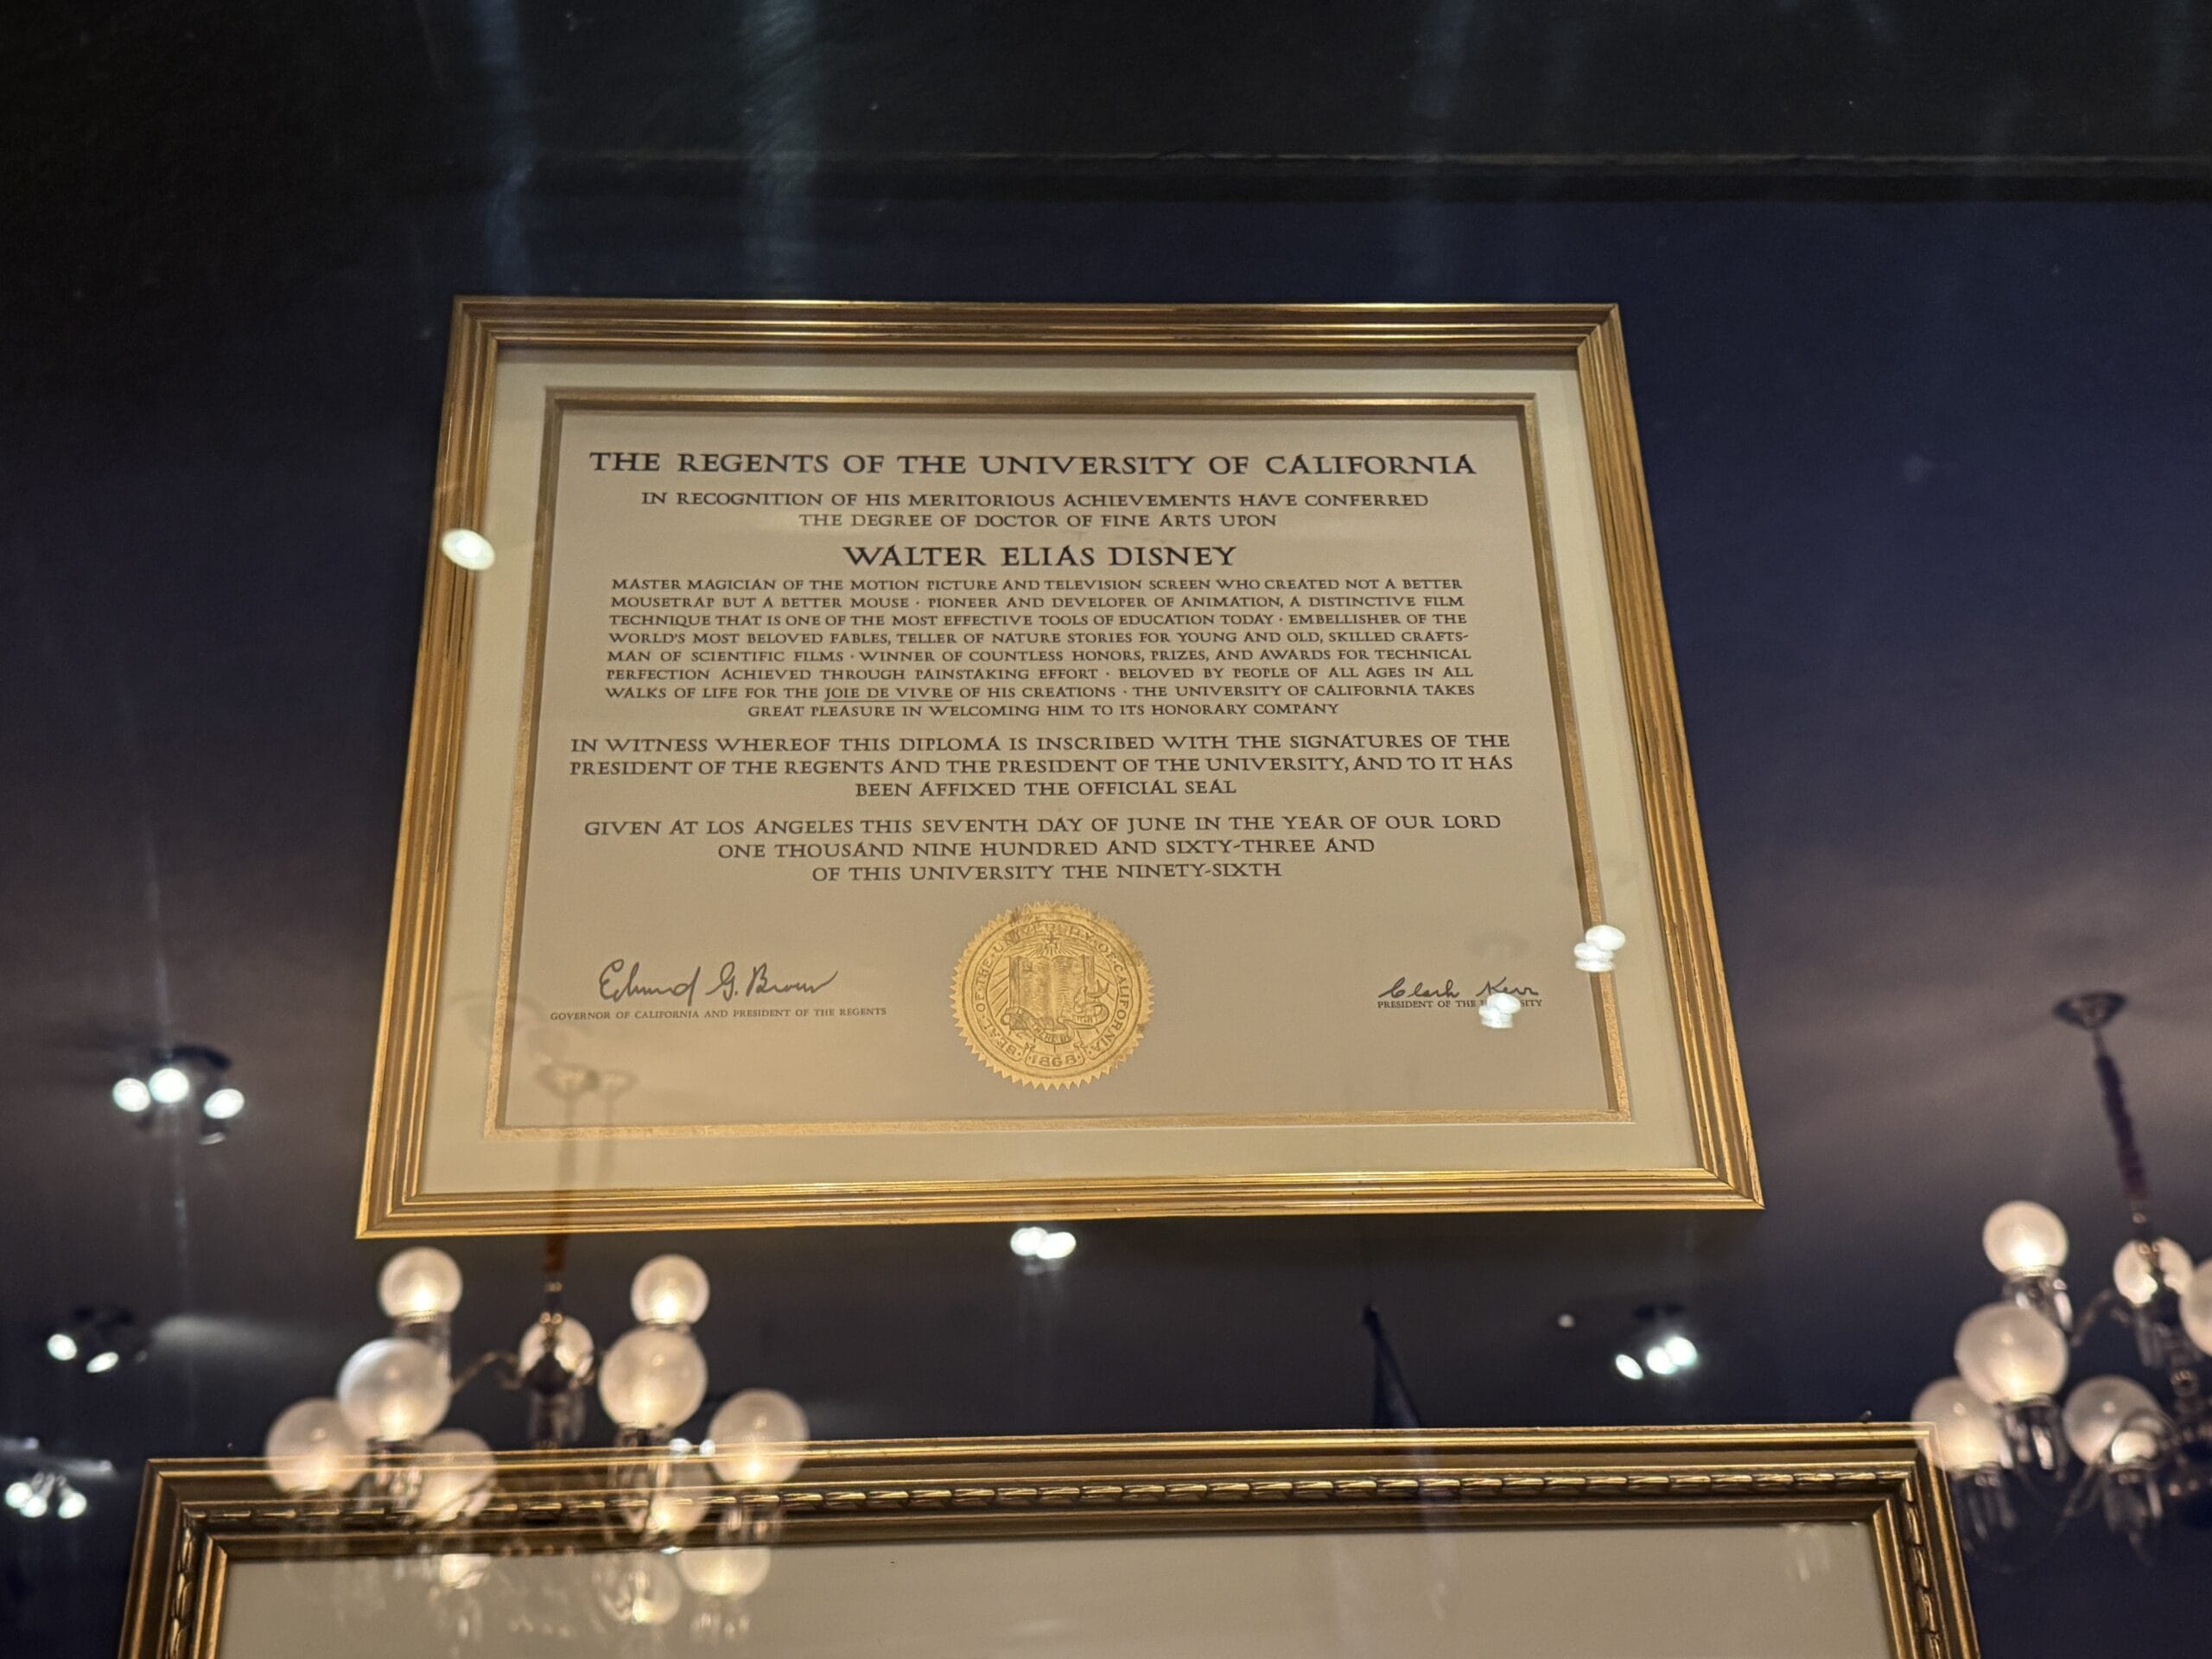 THE REGENTS OF THE UNIVERSITY OF CALIFORNIA
IN RECOGNITION OF HIS MERITORIOUS ACHIEVEMENTS HAVE CONFERRED
THE DEGREE OF DOCTOR OF FINE ARTS UPON
WALTER ELIAS DISNEY
MASTER MAGICIAN OF THE MOTION PICTURE AND TELEVISION SCREEN WHO CREATED NOT A BETTER
MOUSETRAP BUT A BETTER MOUSE · PIONEER AND DEVELOPER OF ANIMATION, A DISTINCTIVE FILM
TECHNIQUE THAT IS ONE OF THE MOST EFFECTIVE TOOLS OF EDUCATION TODAY · EMBELLISHER OF THE
WORLD'S MOST BELOVED FABLES, TELLER OF NATURE STORIES FOR YOUNG AND OLD, SKILLED CRAFTS-
MAN OF SCIENTIFIC FILMS · WINNER OF COUNTLESS HONORS, PRIZES, AND AWARDS FOR TECHNICAL
PERFECTION ACHIEVED THROUGH PAINSTAKING EFFORT · BELOVED BY PEOPLE OF ALL AGES IN ALL
WALKS OF LIFE FOR THE JOIE DE VIVRE OF HIS CREATIONS · THE UNIVERSITY OF CALIFORNIA TAKES
GREAT PLEASURE IN WELCOMING HIM TO ITS HONORARY COMPANY
IN WITNESS WHEREOF THIS DIPLOMA IS INSCRIBED WITH THE SIGNATURES OF THE
PRESIDENT OF THE REGENTS AND THE PRESIDENT OF THE UNIVERSITY, AND TO IT HAS
BEEN AFFIXED THE OFFICIAL SEAL
GIVEN AT LOS ANGELES THIS SEVENTH DAY OF JUNE IN THE YEAR OF OUR LORD
ONE THOUSAND NINE HUNDRED AND SIXTY-THREE AND
OF THIS UNIVERSITY THE NINETY-SIXTH
Edmund G. Brown
GOVERNOR OF CALIFORNIA AND PRESIDENT OF THE REGENTS
SEAL·OF·THE·UNIVERSITY·OF·CALIFORNIA
·1868·
Clark Kerr
PRESIDENT OF THE